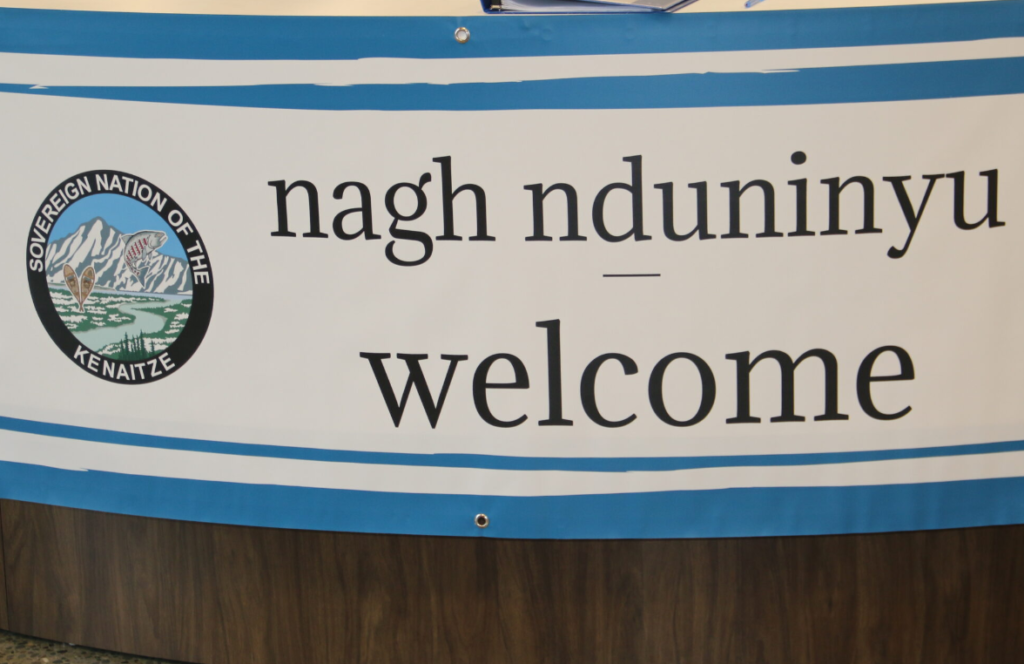 SOVEREIGN NATION OF THE
KENAITZE
nagh nduninyu
welcome